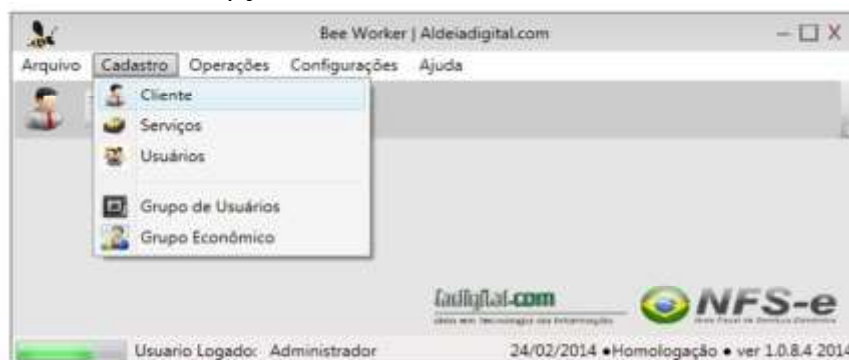 Bee Worker | Aldeiadigital.com
Arquivo Cadastro Operações Configurações Ajuda
Cliente
Serviços
Usuários
Grupo de Usuários
Grupo Econômico
NFS-e
Usuario Logado: Administrador 24/02/2014 •Homologação • ver 1.0.8.4 2014